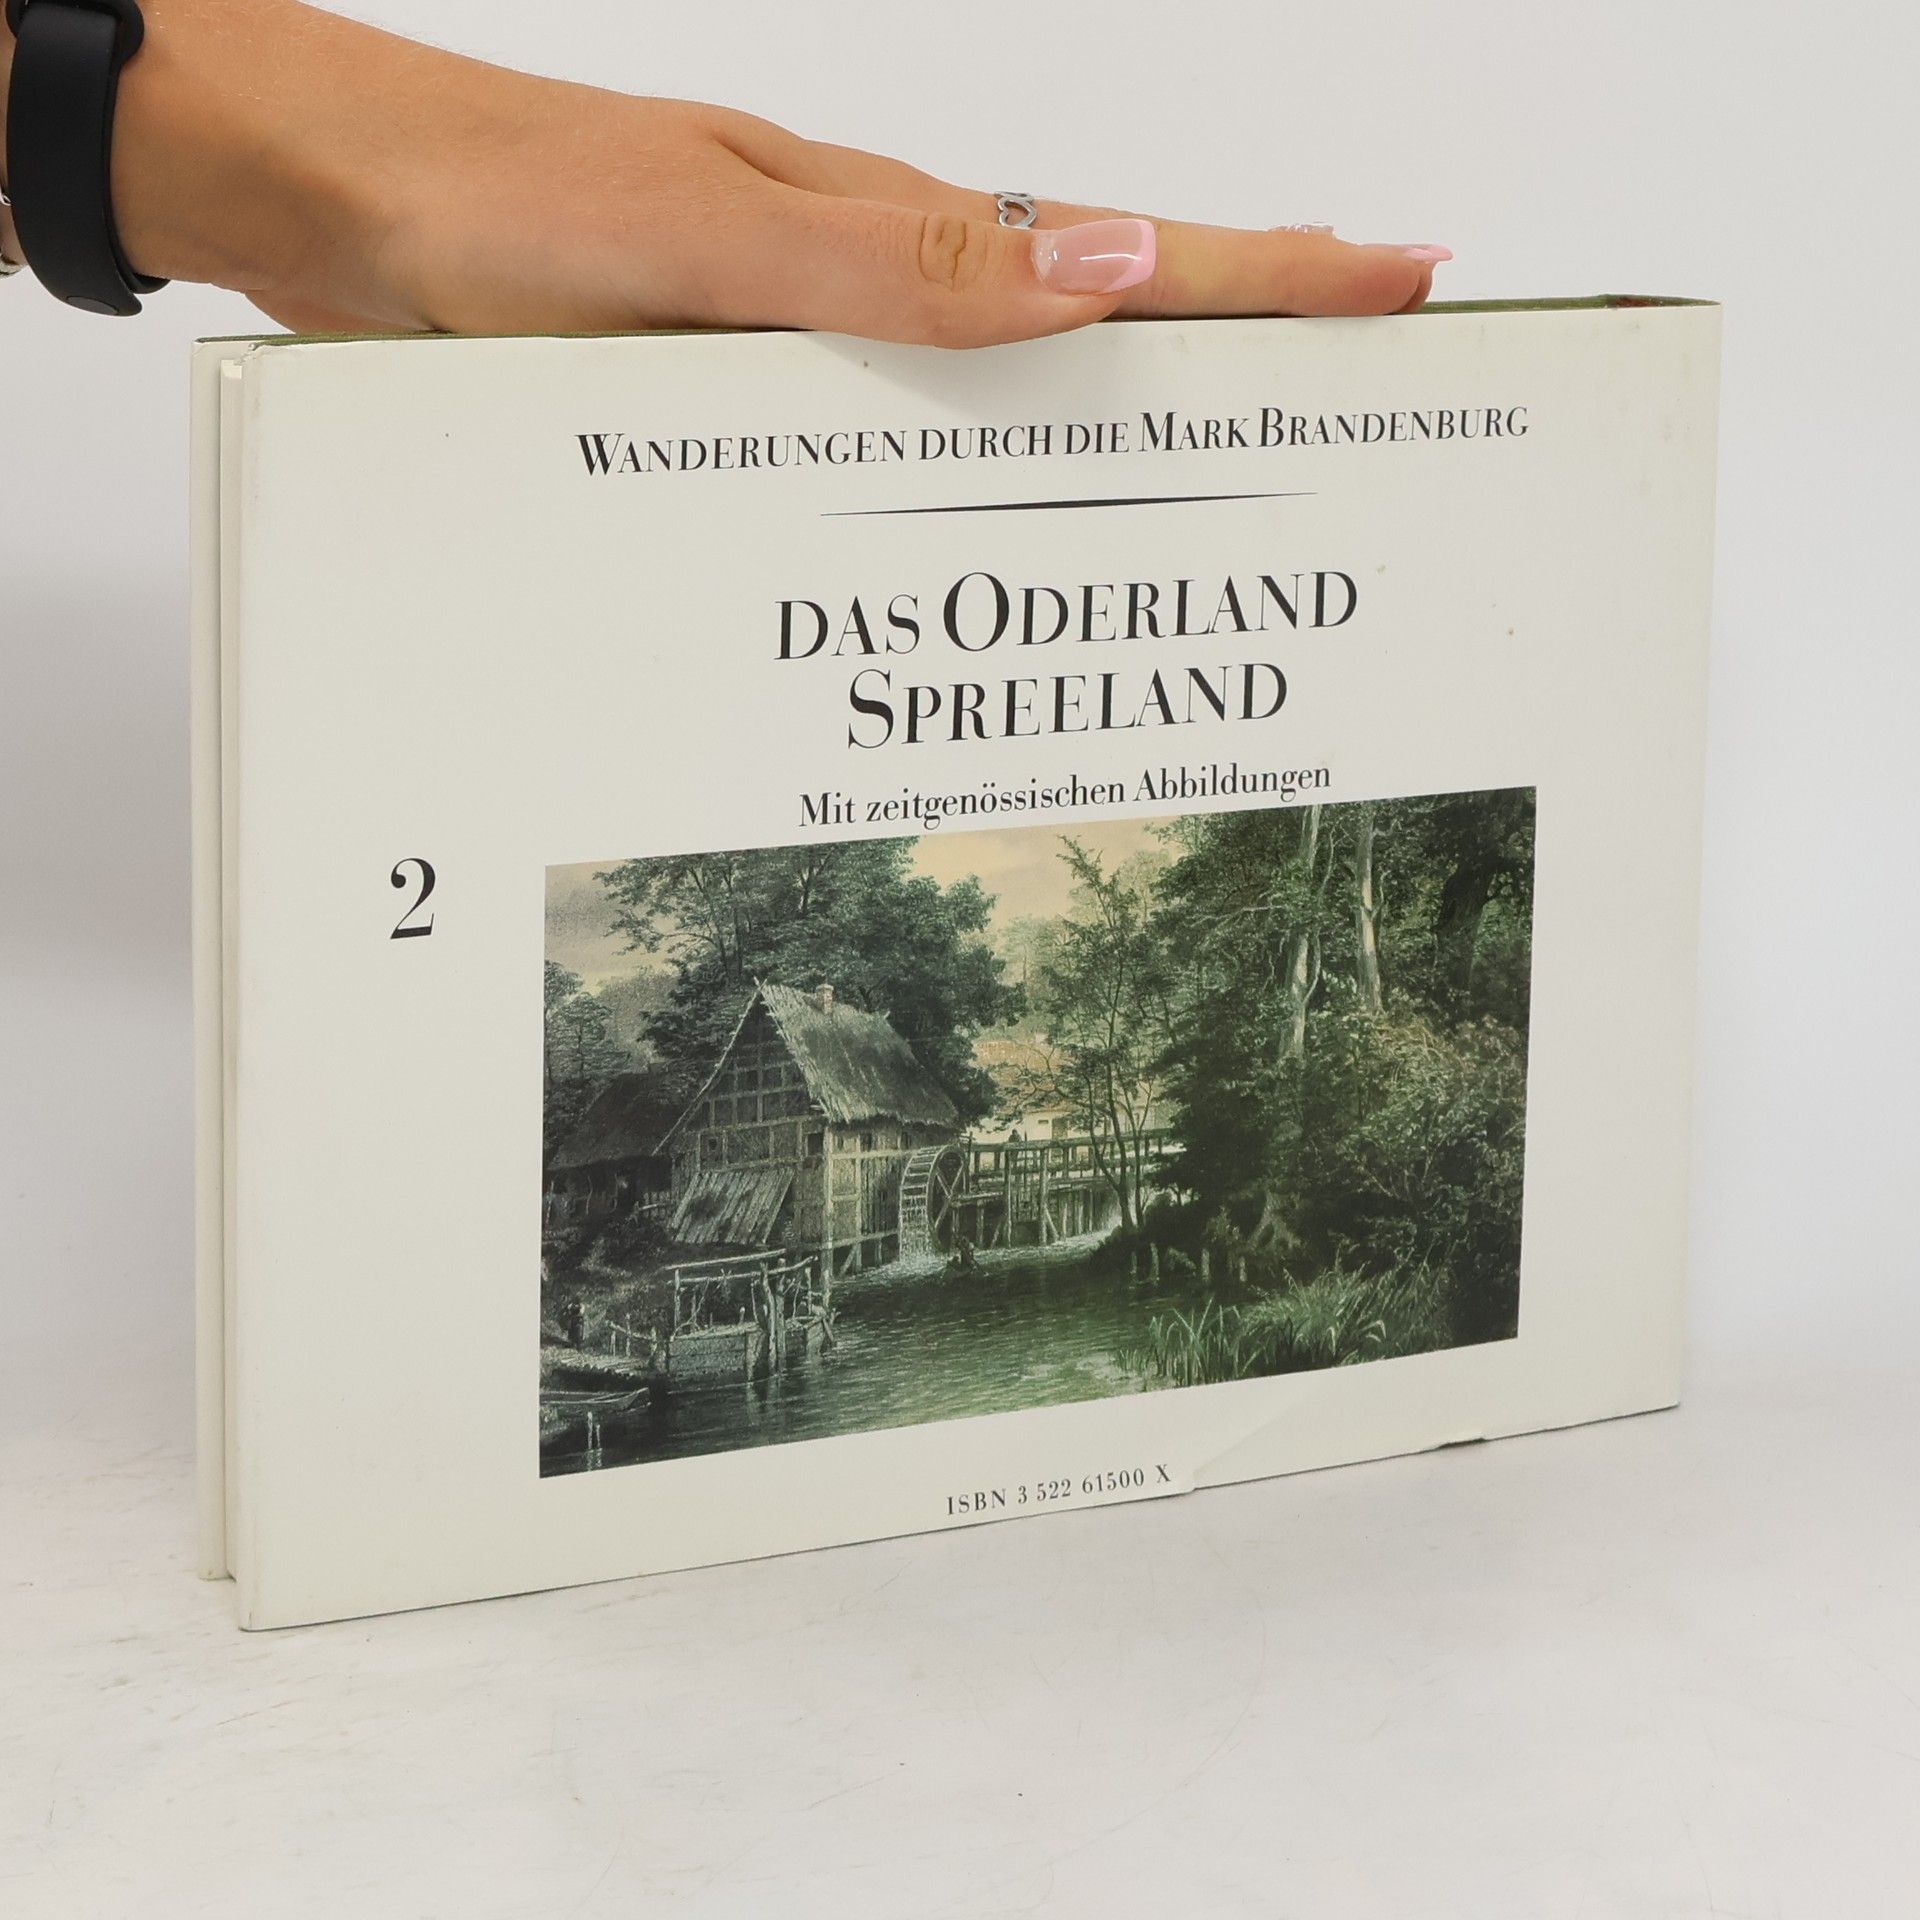 WANDERUNGEN DURCH DIE MARK BRANDENBURG
DAS ODERLAND
SPREELAND
Mit zeitgenössischen Abbildungen
2
ISBN 3 522 61500 X